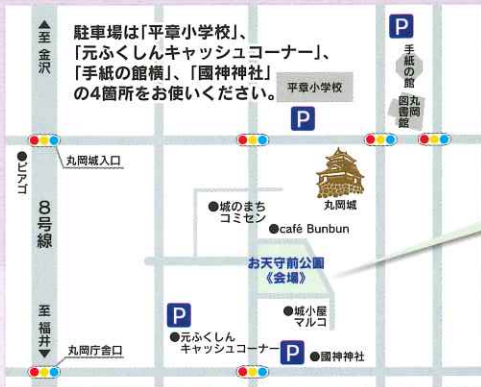 ▲至 金沢
駐車場は「平章小学校」、
「元ふくしんキャッシュコーナー」、
「手紙の館横」、「國神神社」
の4箇所をお使いください。
P
手紙の館
丸岡
図書館
平章小学校
P
丸岡城入口
●ピアゴ
8号線
丸岡城
●城のまち
コミセン
●café Bunbun
お天守前公園
《会場》
至 福井▼
P
●元ふくしん
キャッシュコーナー
●城小屋
マルコ
P
●國神神社
丸岡庁舎口